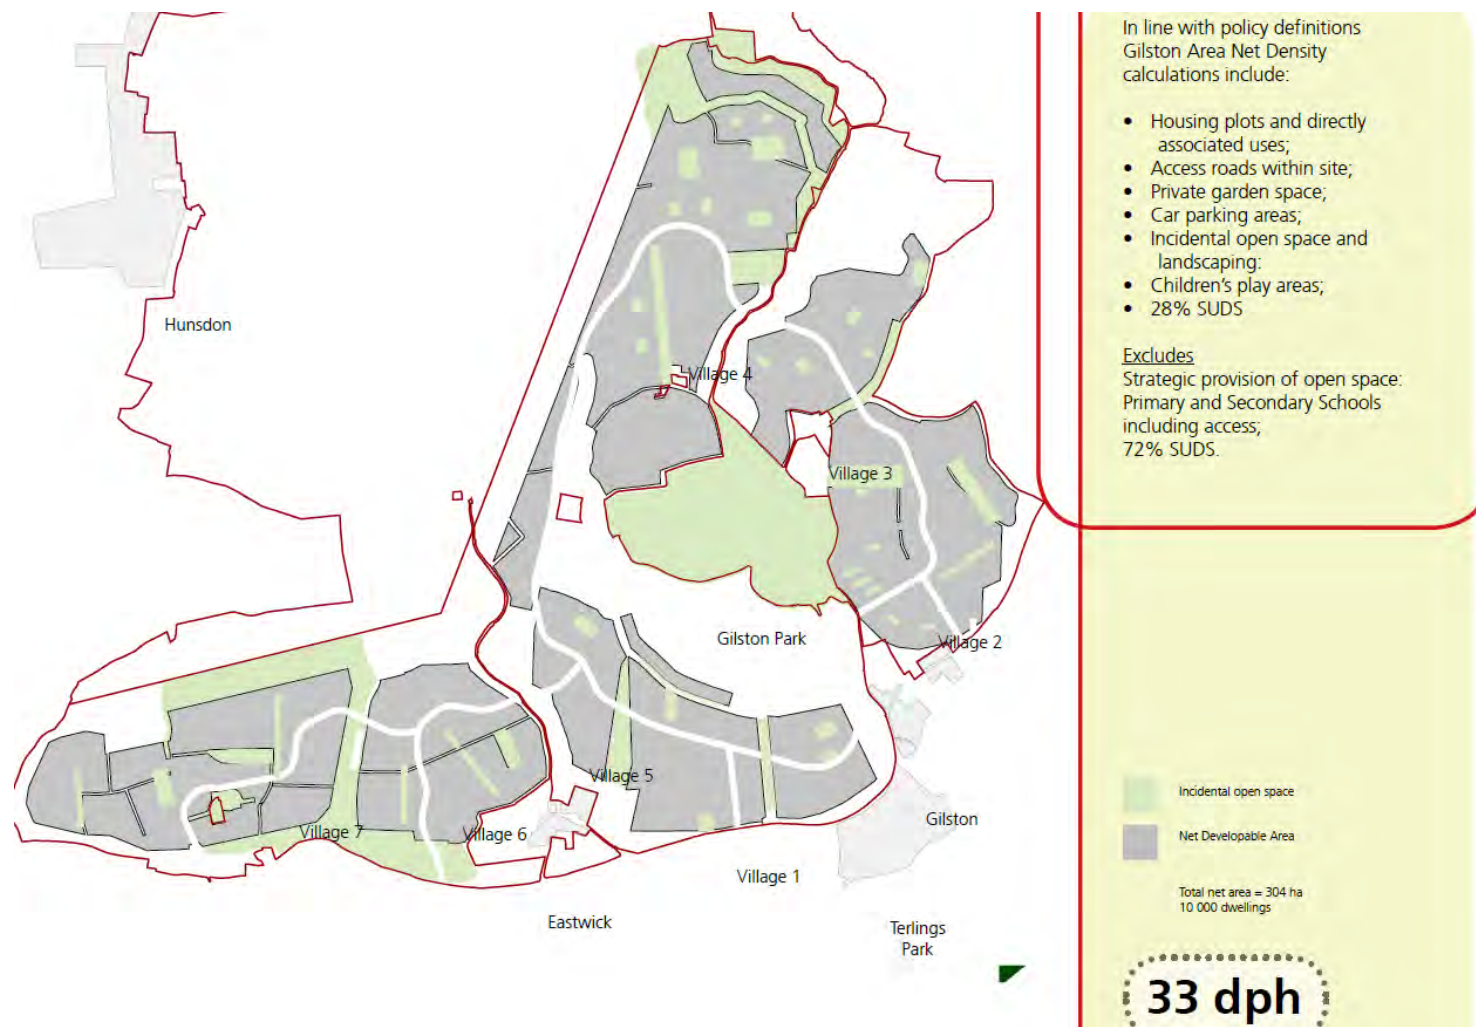 In line with policy definitions
Gilston Area Net Density
calculations include:
• Housing plots and directly
associated uses;
• Access roads within site;
• Private garden space;
• Car parking areas;
• Incidental open space and
landscaping:
• Children's play areas;
• 28% SUDS
Excludes
Strategic provision of open space:
Primary and Secondary Schools
including access;
72% SUDS.
Hunsdon
Village 4
Village 3
Gilston Park
Village 2
Village 5
Village 7
Village 6
Gilston
Village 1
Eastwick
Terlings
Park
Incidental open space
Net Developable Area
Total net area = 304 ha
10 000 dwellings
33 dph